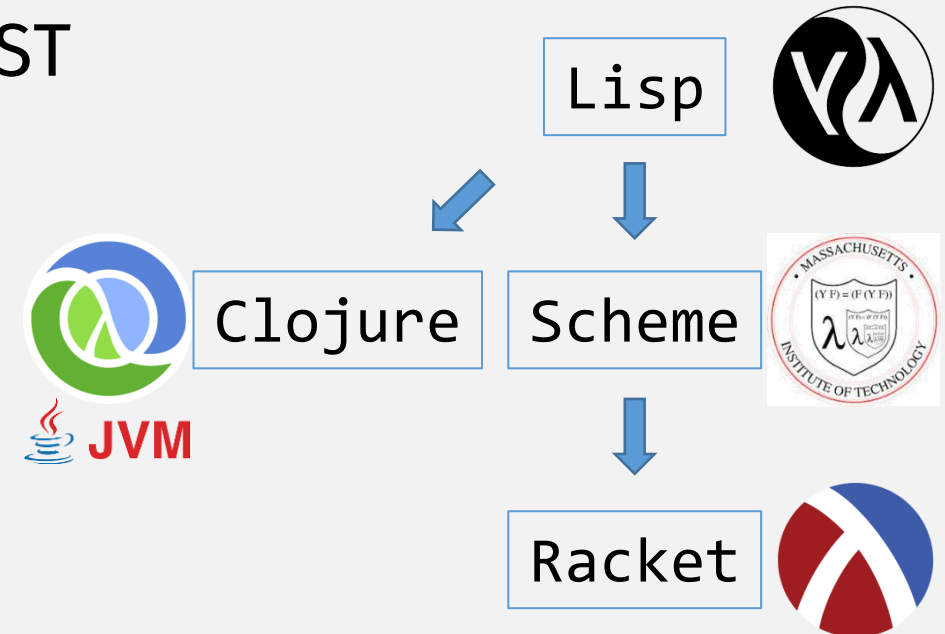 ST
Lisp
Clojure
Scheme
MASSACHUSETTS
(Y F) = (F (Y F))
λ
INSTITUTE OF TECHNOLOGY
JVM
Racket